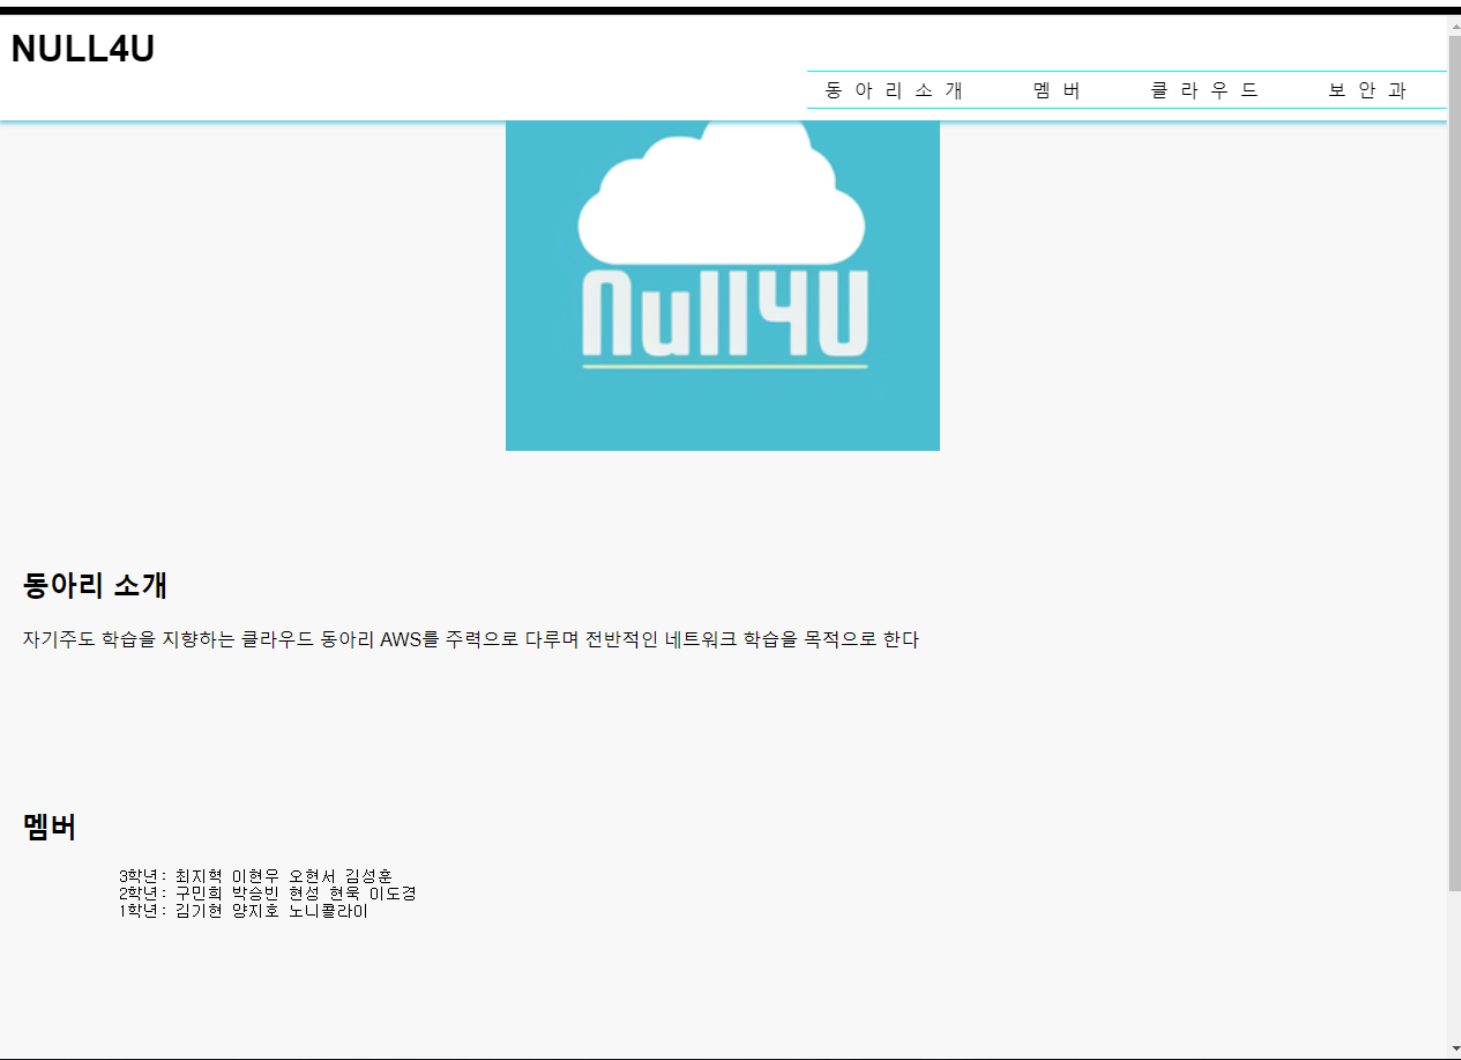 NULL4U
동아리소개 멤버 클라우드 보안과
Null4U
동아리 소개
자기주도 학습을 지향하는 클라우드 동아리 AWS를 주력으로 다루며 전반적인 네트워크 학습을 목적으로 한다
멤버
3학년: 최지혁 이현우 오현서 김성훈
2학년: 구민희 박승빈 현성 현욱 이도경
1학년: 김기현 양지호 노니콜라이